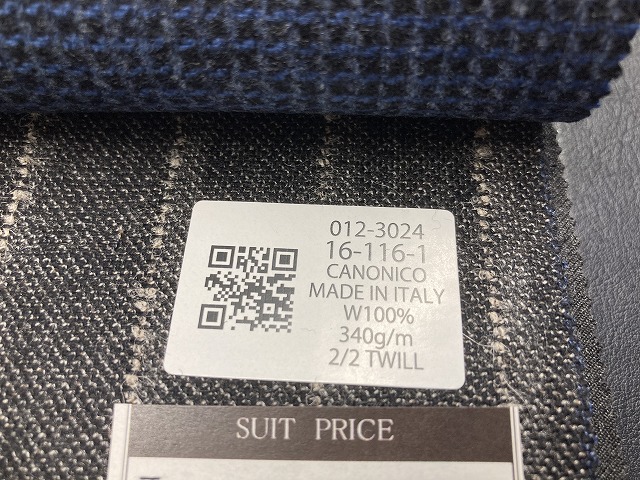 012-3024
16-116-1
CANONICO
MADE IN ITALY
W100%
340g/m
2/2 TWILL
SUIT PRICE